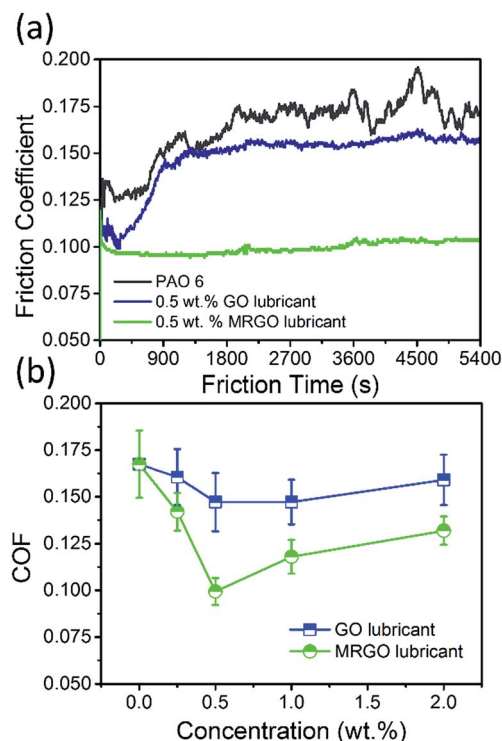 (a)
0.200
0.175
0.150
0.125
0.100
0.075
0.050
Friction Coefficient
PAO 6
0.5 wt.% GO lubricant
0.5 wt. % MRGO lubricant
0 900 1800 2700 3600 4500 5400
Friction Time (s)
(b)
0.200
0.175
0.150
0.125
0.100
0.075
0.050
COF
GO lubricant
MRGO lubricant
0.0 0.5 1.0 1.5 2.0
Concentration (wt.%)